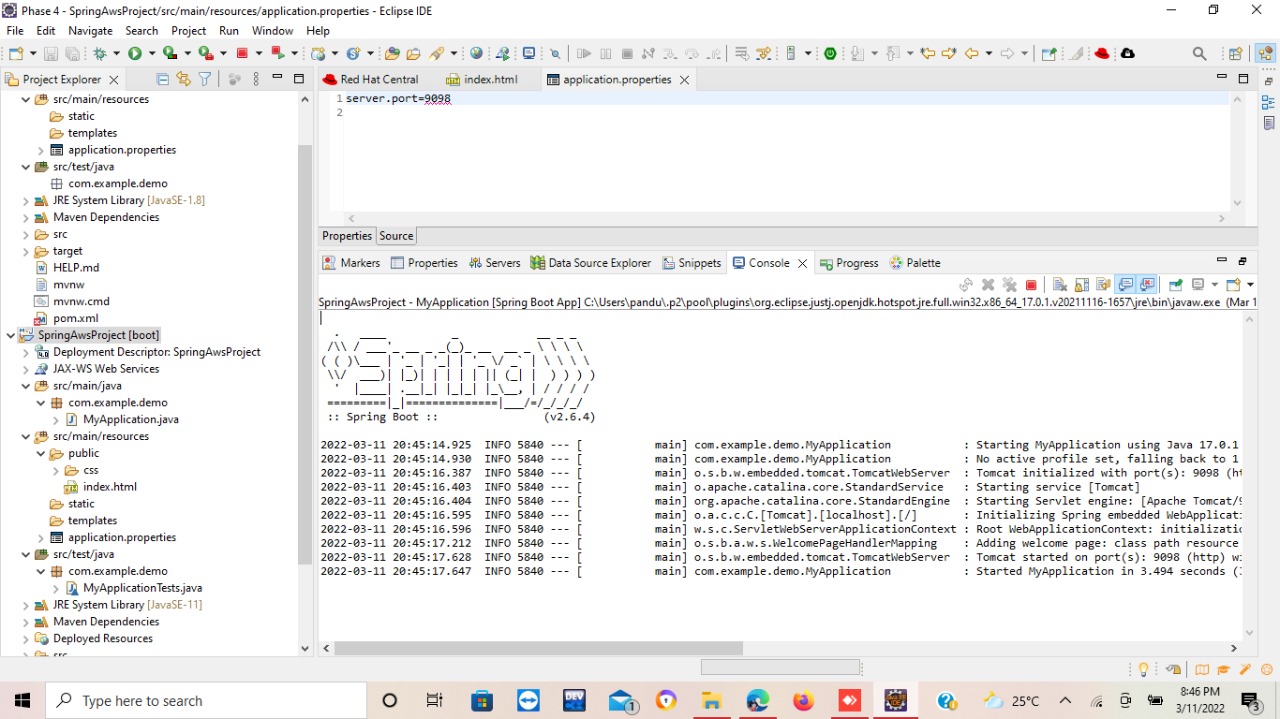 Phase 4 - SpringAwsProject/src/main/resources/application.properties - Eclipse IDE
File Edit Navigate Search Project Run Window Help
Project Explorer
Red Hat Central index.html application.properties
src/main/resources
static
templates
application.properties
src/test/java
com.example.demo
JRE System Library [JavaSE-1.8]
Maven Dependencies
src
target
HELP.md
mvnw
mvnw.cmd
pom.xml
SpringAwsProject [boot]
Deployment Descriptor: SpringAwsProject
JAX-WS Web Services
src/main/java
com.example.demo
MyApplication.java
src/main/resources
public
css
index.html
static
templates
application.properties
src/test/java
com.example.demo
MyApplicationTests.java
JRE System Library [JavaSE-11]
Maven Dependencies
Deployed Resources
src
1 server.port=9098
2
Properties Source
Markers Properties Servers Data Source Explorer Snippets Console Progress Palette
SpringAwsProject - MyApplication [Spring Boot App] C:\Users\pandu\.p2\pool\plugins\org.eclipse.justj.openjdk.hotspot.jre.full.win32.x86_64_17.0.1.v20211116-1657\jre\bin\javaw.exe (Mar 1
Spring
:: Spring Boot :: (v2.6.4)
2022-03-11 20:45:14.925 INFO 5840 --- [ main] com.example.demo.MyApplication : Starting MyApplication using Java 17.0.1
2022-03-11 20:45:14.930 INFO 5840 --- [ main] com.example.demo.MyApplication : No active profile set, falling back to 1
2022-03-11 20:45:16.387 INFO 5840 --- [ main] o.s.b.w.embedded.tomcat.TomcatWebServer : Tomcat initialized with port(s): 9098 (ht
2022-03-11 20:45:16.403 INFO 5840 --- [ main] o.apache.catalina.core.StandardService : Starting service [Tomcat]
2022-03-11 20:45:16.404 INFO 5840 --- [ main] org.apache.catalina.core.StandardEngine : Starting Servlet engine: [Apache Tomcat/9
2022-03-11 20:45:16.595 INFO 5840 --- [ main] o.a.c.c.C.[Tomcat].[localhost].[/] : Initializing Spring embedded WebApplicati
2022-03-11 20:45:16.596 INFO 5840 --- [ main] w.s.c.ServletWebServerApplicationContext : Root WebApplicationContext: initializatio
2022-03-11 20:45:17.212 INFO 5840 --- [ main] o.s.b.a.w.s.WelcomePageHandlerMapping : Adding welcome page: class path resource
2022-03-11 20:45:17.628 INFO 5840 --- [ main] o.s.b.w.embedded.tomcat.TomcatWebServer : Tomcat started on port(s): 9098 (http) wi
2022-03-11 20:45:17.647 INFO 5840 --- [ main] com.example.demo.MyApplication : Started MyApplication in 3.494 seconds (J
Type here to search
DEV
1
25°C
8:46 PM
3/11/2022
3